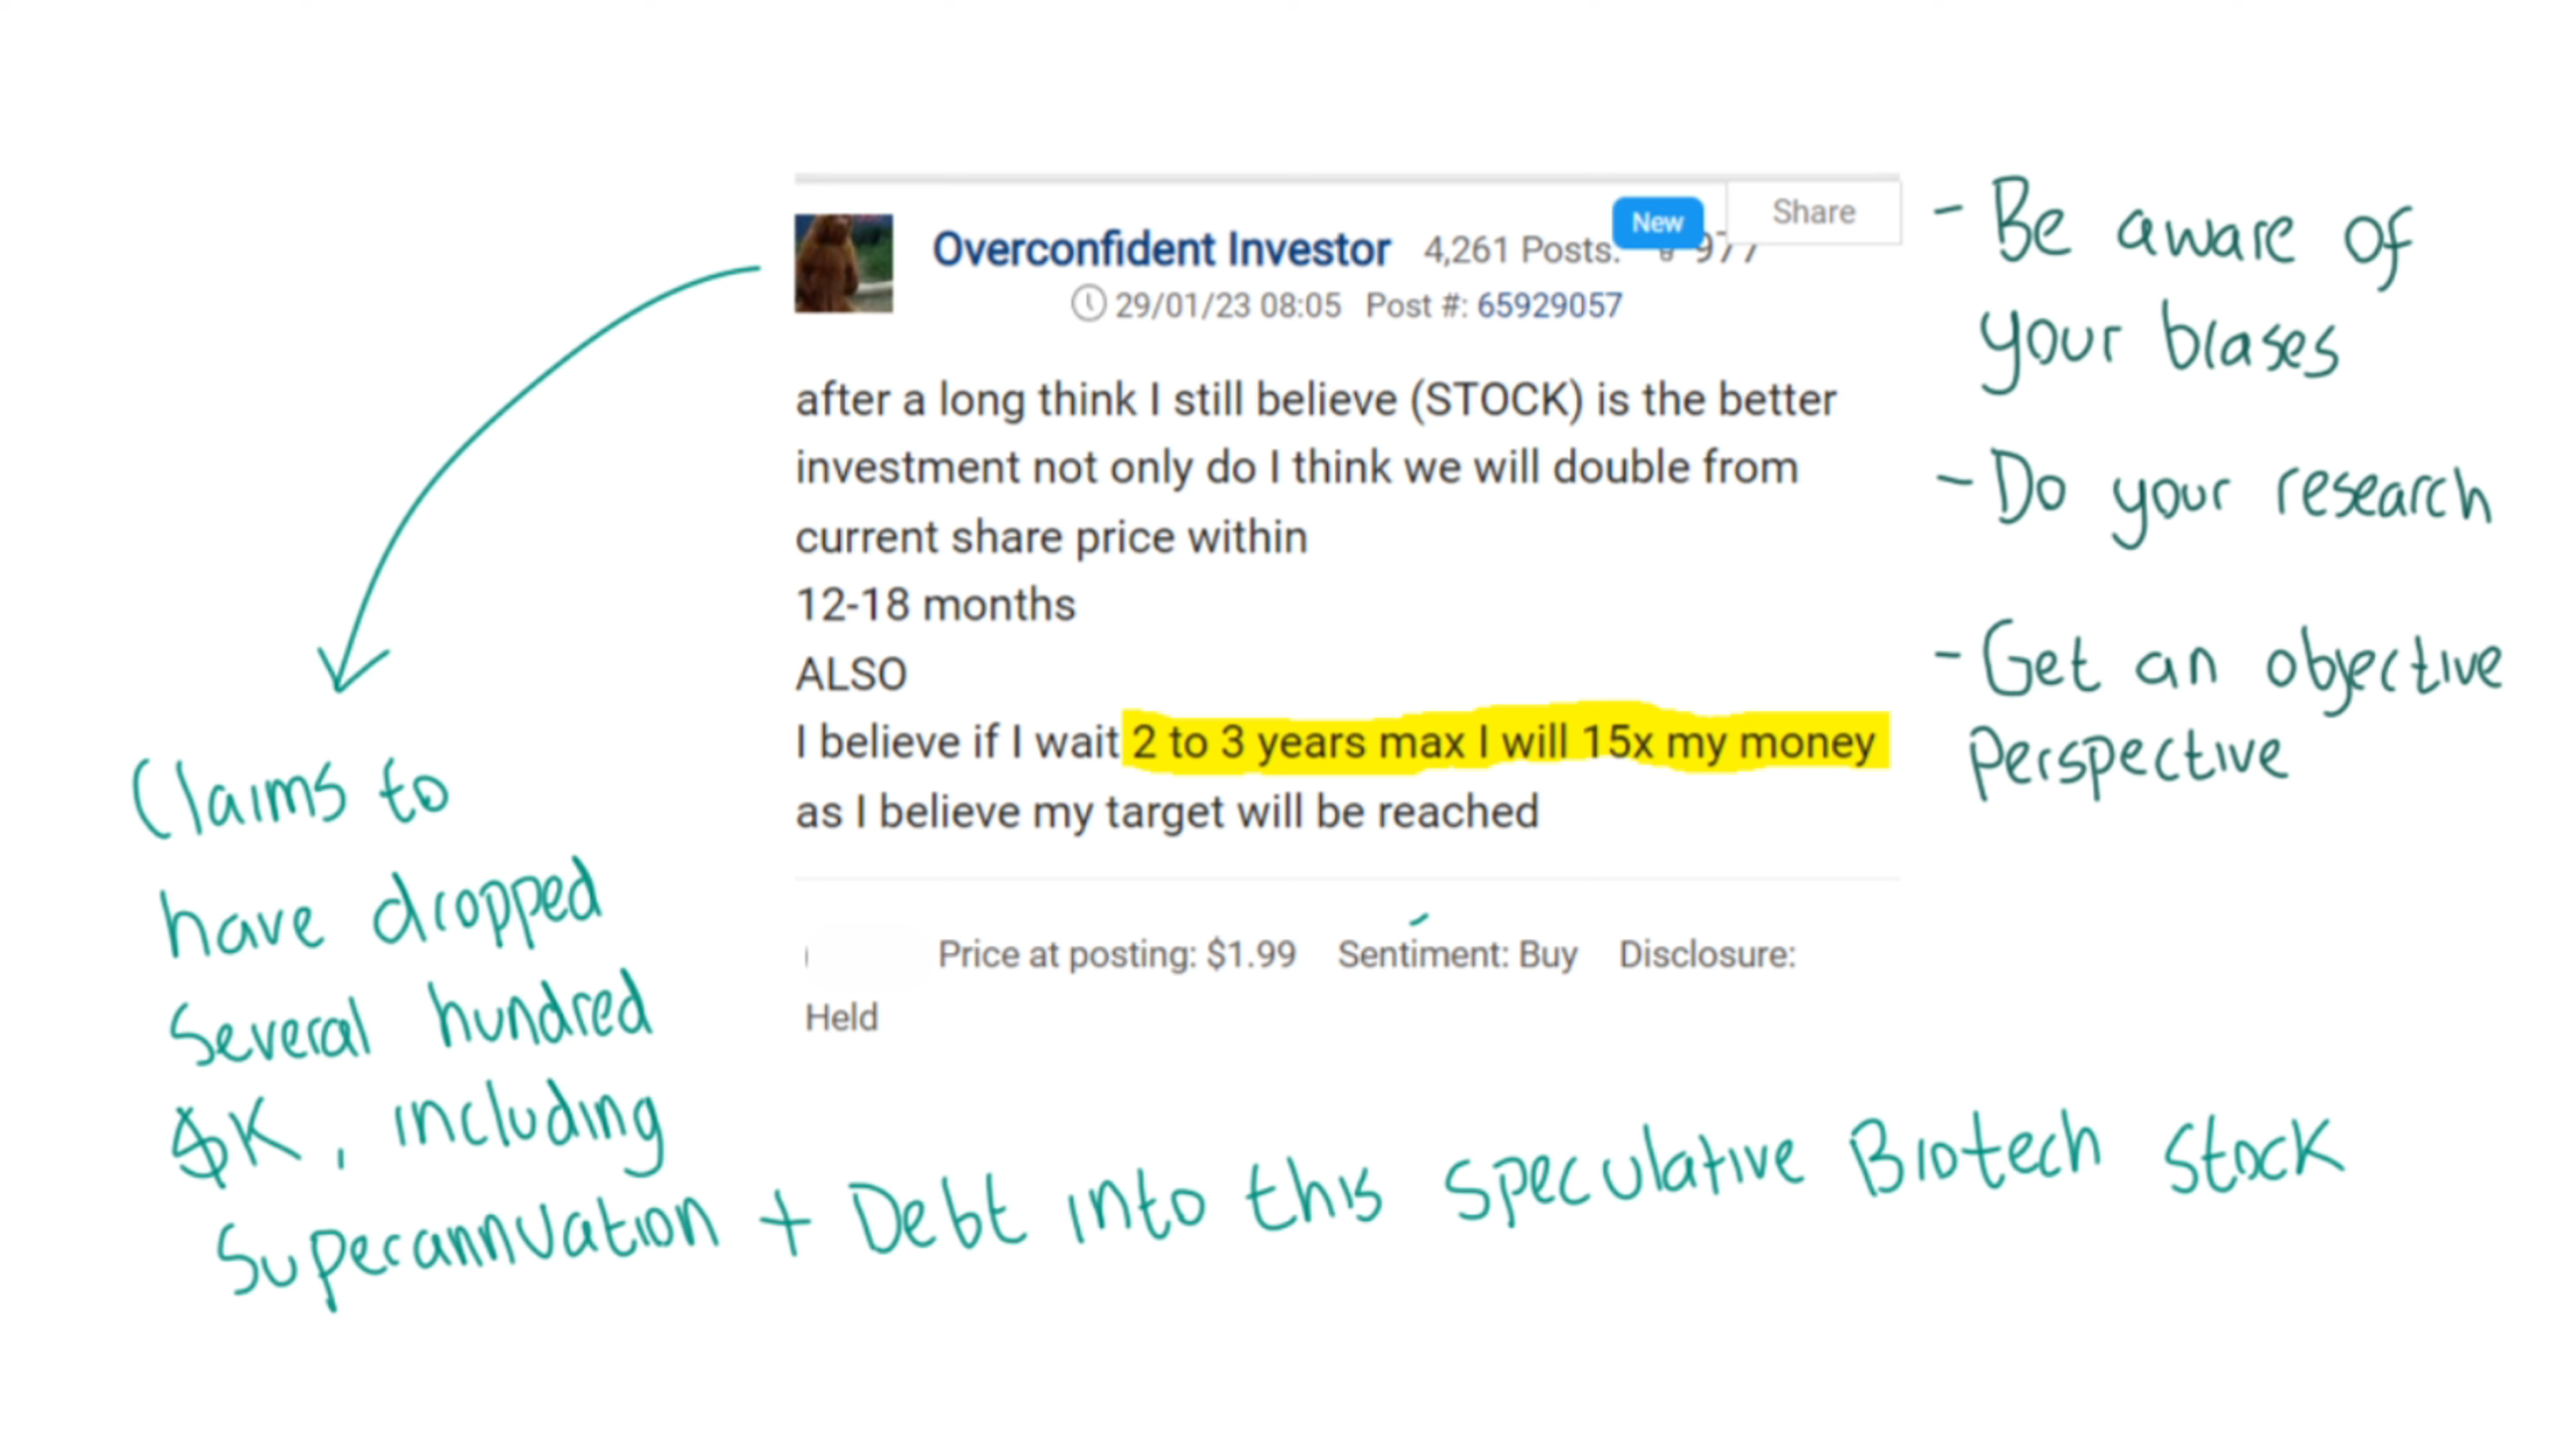 Share
New
Overconfident Investor 4,261 Posts. 977
29/01/23 08:05 Post #: 65929057
after a long think I still believe (STOCK) is the better
investment not only do I think we will double from
current share price within
12-18 months
ALSO
I believe if I wait 2 to 3 years max I will 15x my money
as I believe my target will be reached
Price at posting: $1.99 Sentiment: Buy Disclosure:
Held
- Be aware of
your biases
- Do your research
- Get an objective
Perspective
Claims to
have dropped
Several hundred
$K, including
Superannuation + Debt into this speculative Biotech Stock